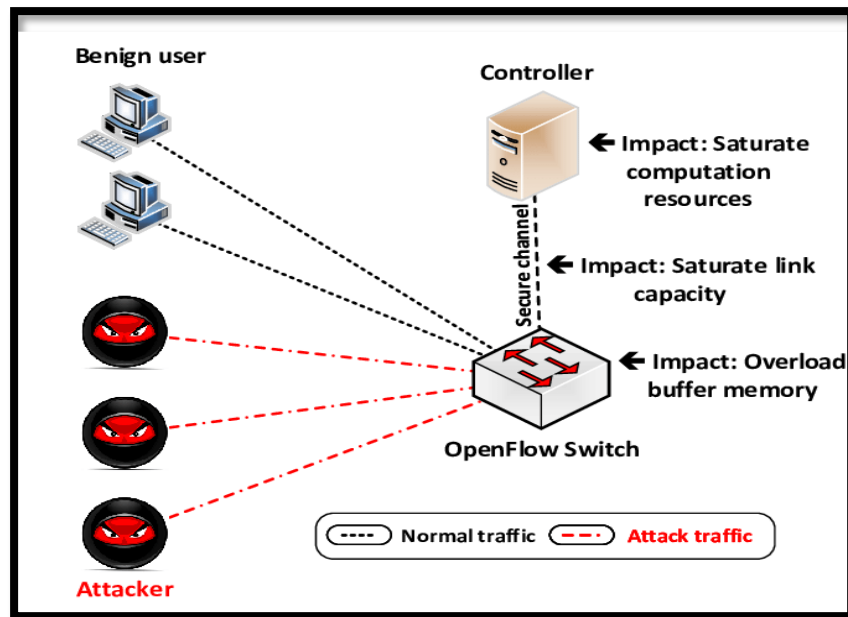 Benign user
Controller
🡸 Impact: Saturate
computation
resources
Secure channel
🡸 Impact: Saturate link
capacity
🡸 Impact: Overload
buffer memory
OpenFlow Switch
Normal traffic
Attack traffic
Attacker